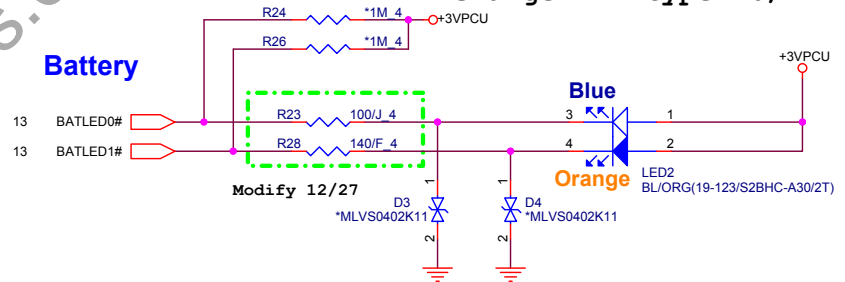 R24 *1M_4 +3VPCU
R26 *1M_4
Battery
+3VPCU
Blue
13 BATLED0# R23 100/J_4 3 1
13 BATLED1# R28 140/F_4 4 2
Orange
LED2
BL/ORG(19-123/S2BHC-A30/2T)
Modify 12/27
1 1
D3 D4
*MLVS0402K11 *MLVS0402K11
2 2